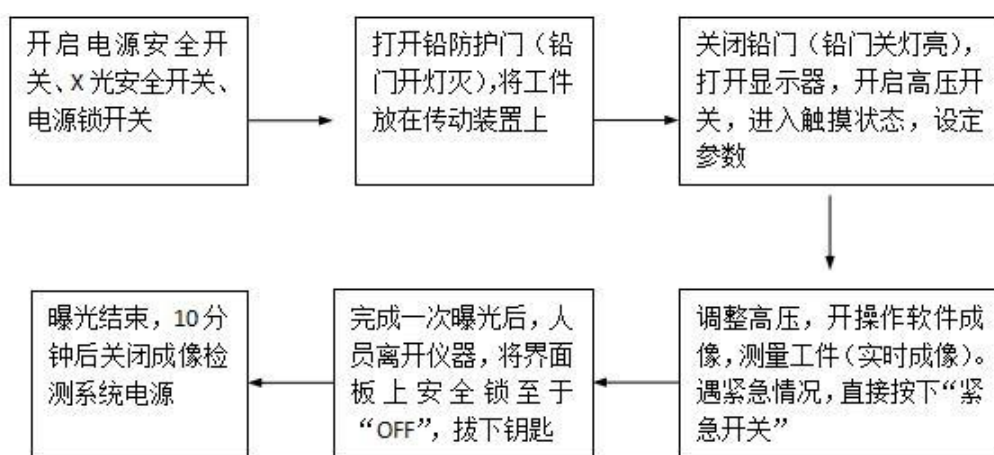 开启电源安全开
关、X光安全开关、
电源锁开关
打开铅防护门（铅
门开灯灭），将工件
放在传动装置上
关闭铅门（铅门关灯亮），
打开显示器，开启高压开
关，进入触摸状态，设定
参数
调整高压，开操作软件成
像，测量工件（实时成像）。
遇紧急情况，直接按下“紧
急开关”
完成一次曝光后，人
员离开仪器，将界面
板上安全锁至于
“OFF”，拔下钥匙
曝光结束，10分
钟后关闭成像检
测系统电源